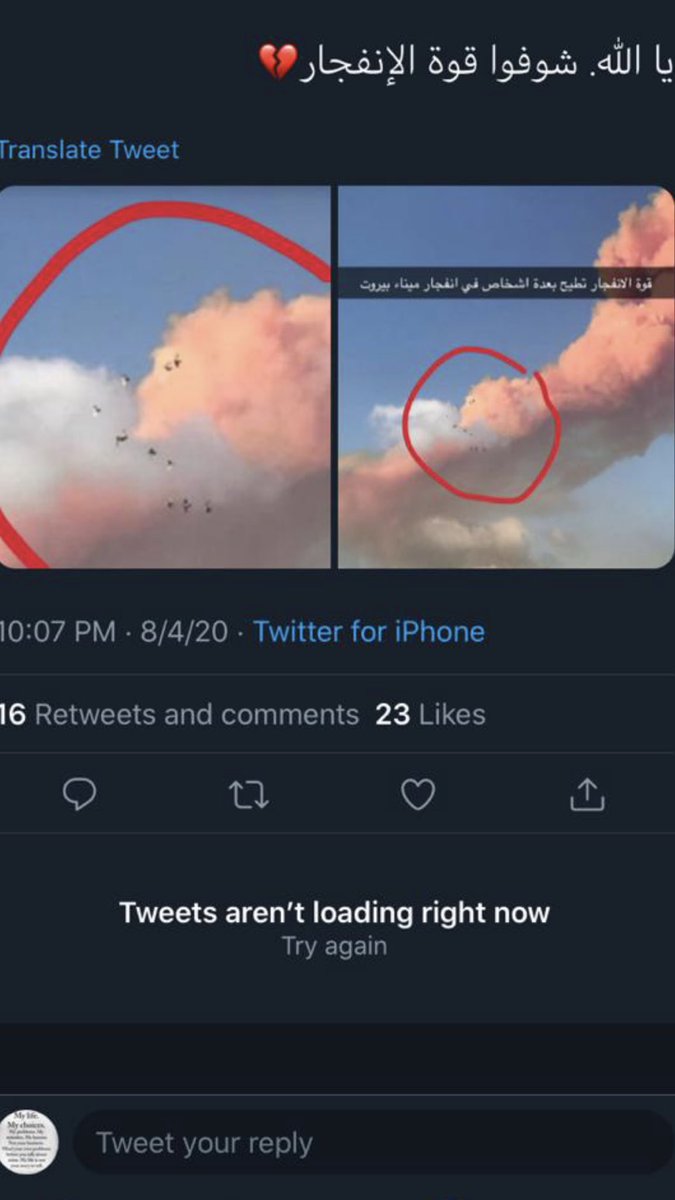 يا الله. شوفوا قوة الإنفجار💔
Translate Tweet
قوة الانفجار تطيح بعدة اشخاص في انفجار ميناء بيروت
10:07 PM · 8/4/20 · Twitter for iPhone
16 Retweets and comments 23 Likes
Tweets aren’t loading right now
Try again
My life.
My choices.
Tweet your reply